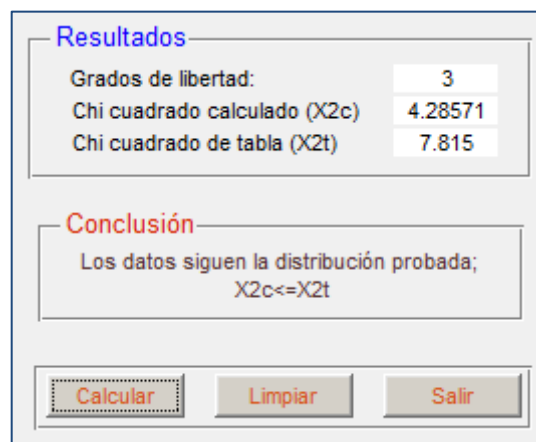 Resultados
Grados de libertad: 3
Chi cuadrado calculado (X2c) 4.28571
Chi cuadrado de tabla (X2t) 7.815
Conclusión
Los datos siguen la distribución probada;
X2c<=X2t
Calcular Limpiar Salir